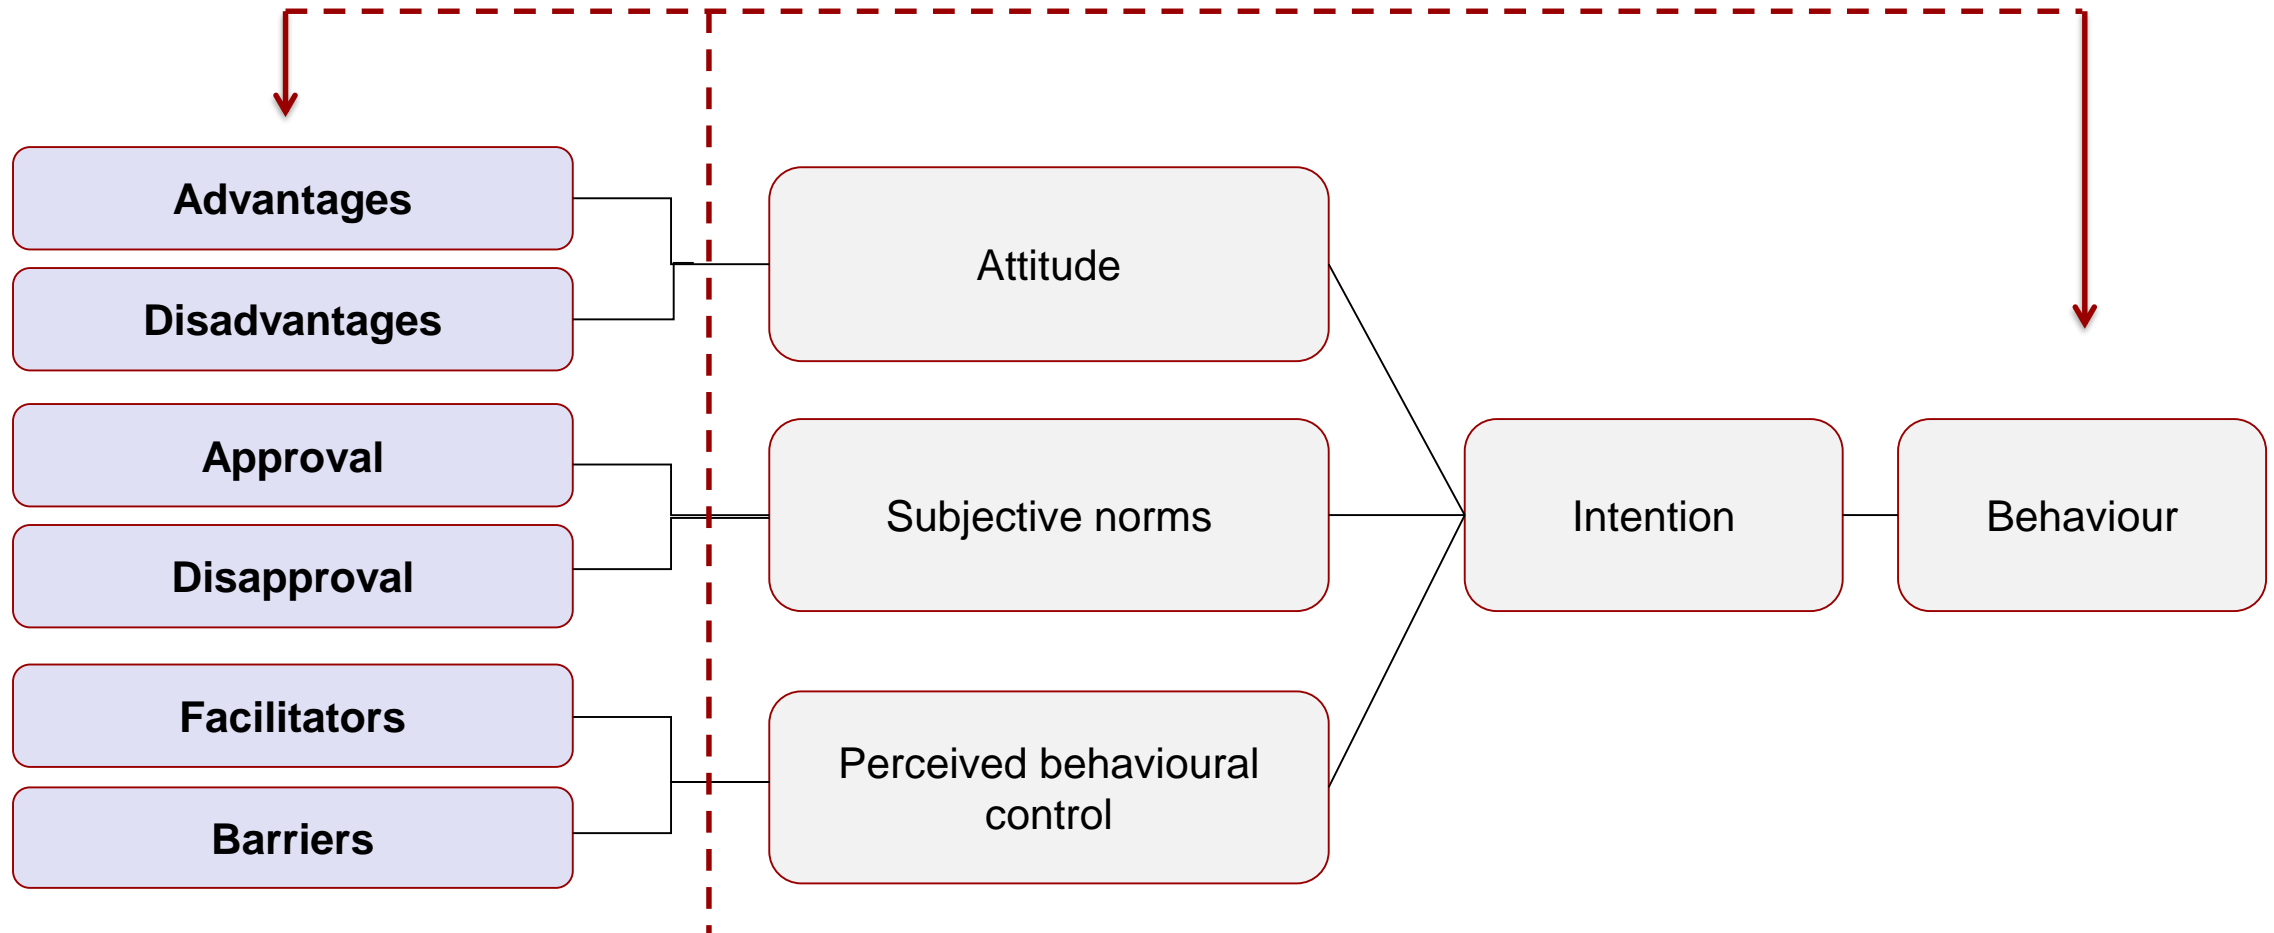 Advantages
Disadvantages
Approval
Disapproval
Facilitators
Barriers
Attitude
Subjective norms
Perceived behavioural
control
Intention
Behaviour